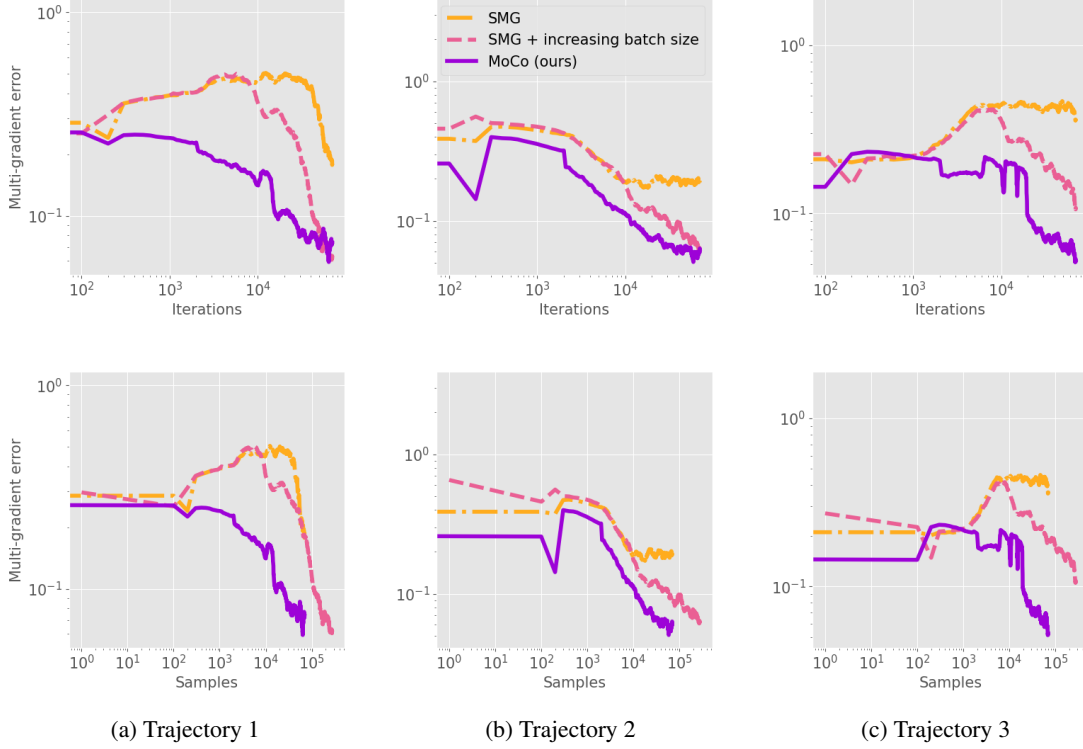 SMG
SMG + increasing batch size
MoCo (ours)
Multi-gradient error
10⁰
10⁻¹
10² 10³ 10⁴
Iterations
10⁰
10⁻¹
10² 10³ 10⁴
Iterations
10⁰
10⁻¹
10² 10³ 10⁴
Iterations
Multi-gradient error
10⁰
10⁻¹
10⁰ 10¹ 10² 10³ 10⁴ 10⁵
Samples
10⁰
10⁻¹
10⁰ 10¹ 10² 10³ 10⁴ 10⁵
Samples
10⁰
10⁻¹
10⁰ 10¹ 10² 10³ 10⁴ 10⁵
Samples
(a) Trajectory 1
(b) Trajectory 2
(c) Trajectory 3